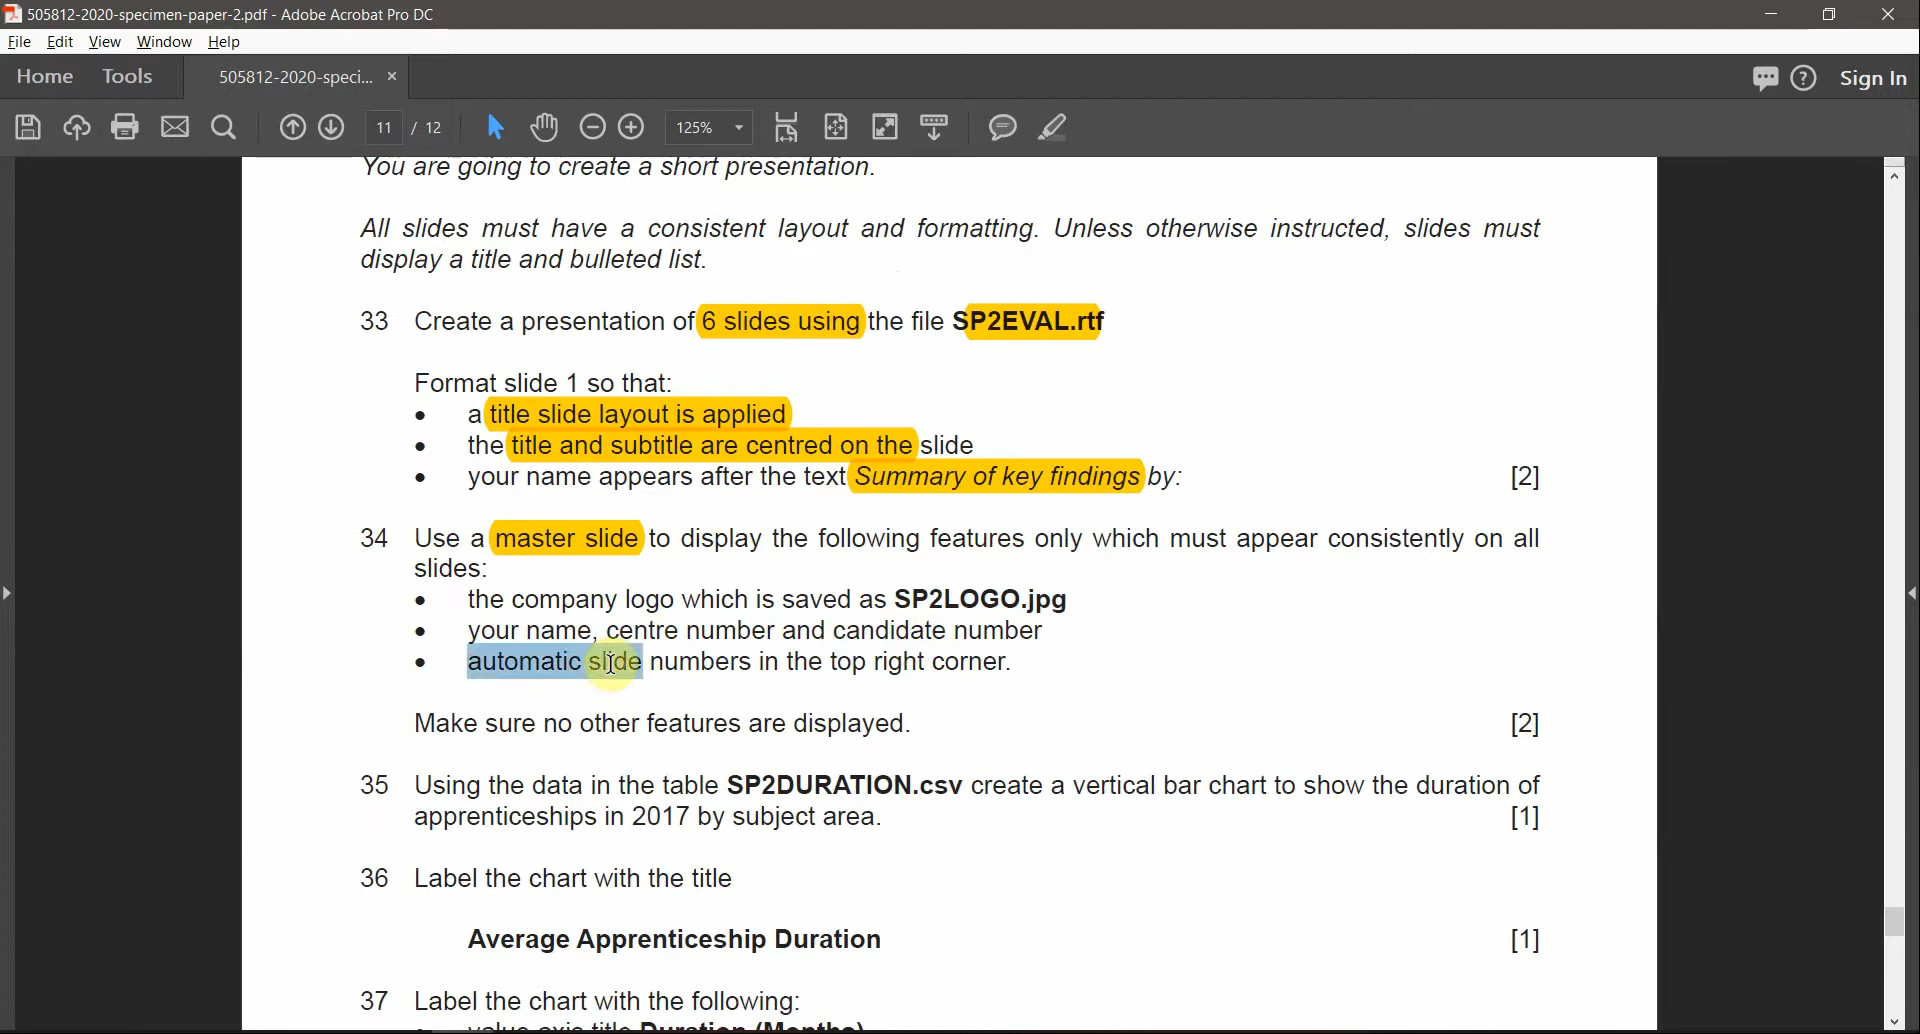 505812-2020-specimen-paper-2.pdf - Adobe Acrobat Pro DC
File Edit View Window Help
Home Tools 505812-2020-speci... × Sign In
11 / 12 125%
You are going to create a short presentation.
All slides must have a consistent layout and formatting. Unless otherwise instructed, slides must
display a title and bulleted list.
33 Create a presentation of 6 slides using the file SP2EVAL.rtf
Format slide 1 so that:
• a title slide layout is applied
• the title and subtitle are centred on the slide
• your name appears after the text Summary of key findings by: [2]
34 Use a master slide to display the following features only which must appear consistently on all
slides:
• the company logo which is saved as SP2LOGO.jpg
• your name, centre number and candidate number
• automatic slide numbers in the top right corner.
Make sure no other features are displayed. [2]
35 Using the data in the table SP2DURATION.csv create a vertical bar chart to show the duration of
apprenticeships in 2017 by subject area. [1]
36 Label the chart with the title
Average Apprenticeship Duration [1]
37 Label the chart with the following:
• value axis title Duration (Months)